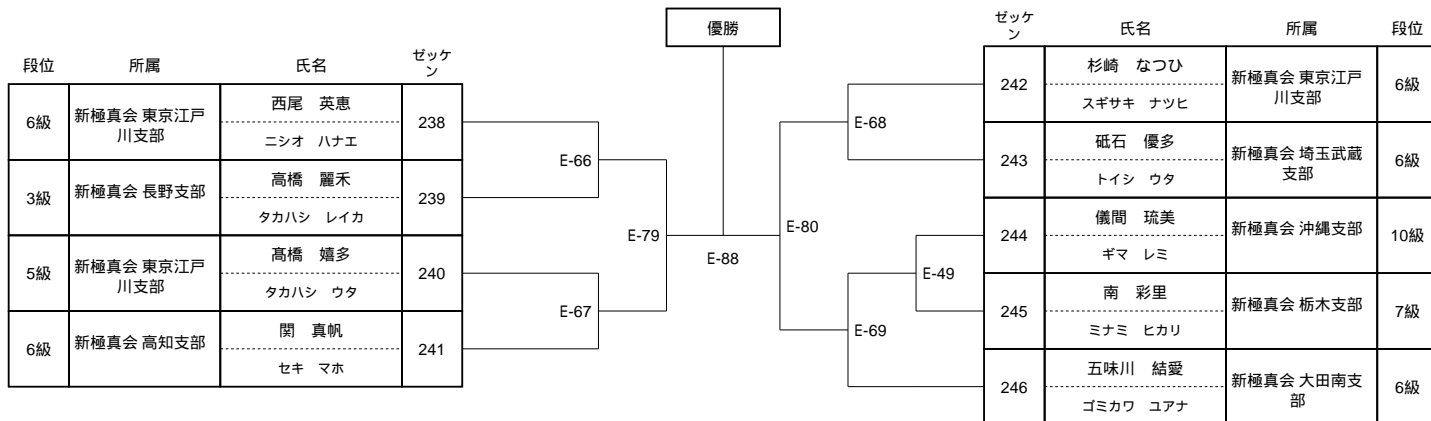 優勝
段位 所属 氏名 ゼッケ
ン
6級 新極真会 東京江戸
川支部 西尾 英恵
ニシオ ハナエ 238
3級 新極真会 長野支部 高橋 麗禾
タカハシ レイカ 239
5級 新極真会 東京江戸
川支部 髙橋 嬉多
タカハシ ウタ 240
6級 新極真会 高知支部 関 真帆
セキ マホ 241
E-66
E-67
E-79
E-88
E-80
E-68
E-49
E-69
ゼッケ
ン 氏名 所属 段位
242 杉崎 なつひ
スギサキ ナツヒ 新極真会 東京江戸
川支部 6級
243 砥石 優多
トイシ ウタ 新極真会 埼玉武蔵
支部 6級
244 儀間 琉美
ギマ レミ 新極真会 沖縄支部 10級
245 南 彩里
ミナミ ヒカリ 新極真会 栃木支部 7級
246 五味川 結愛
ゴミカワ ユアナ 新極真会 大田南支
部 6級